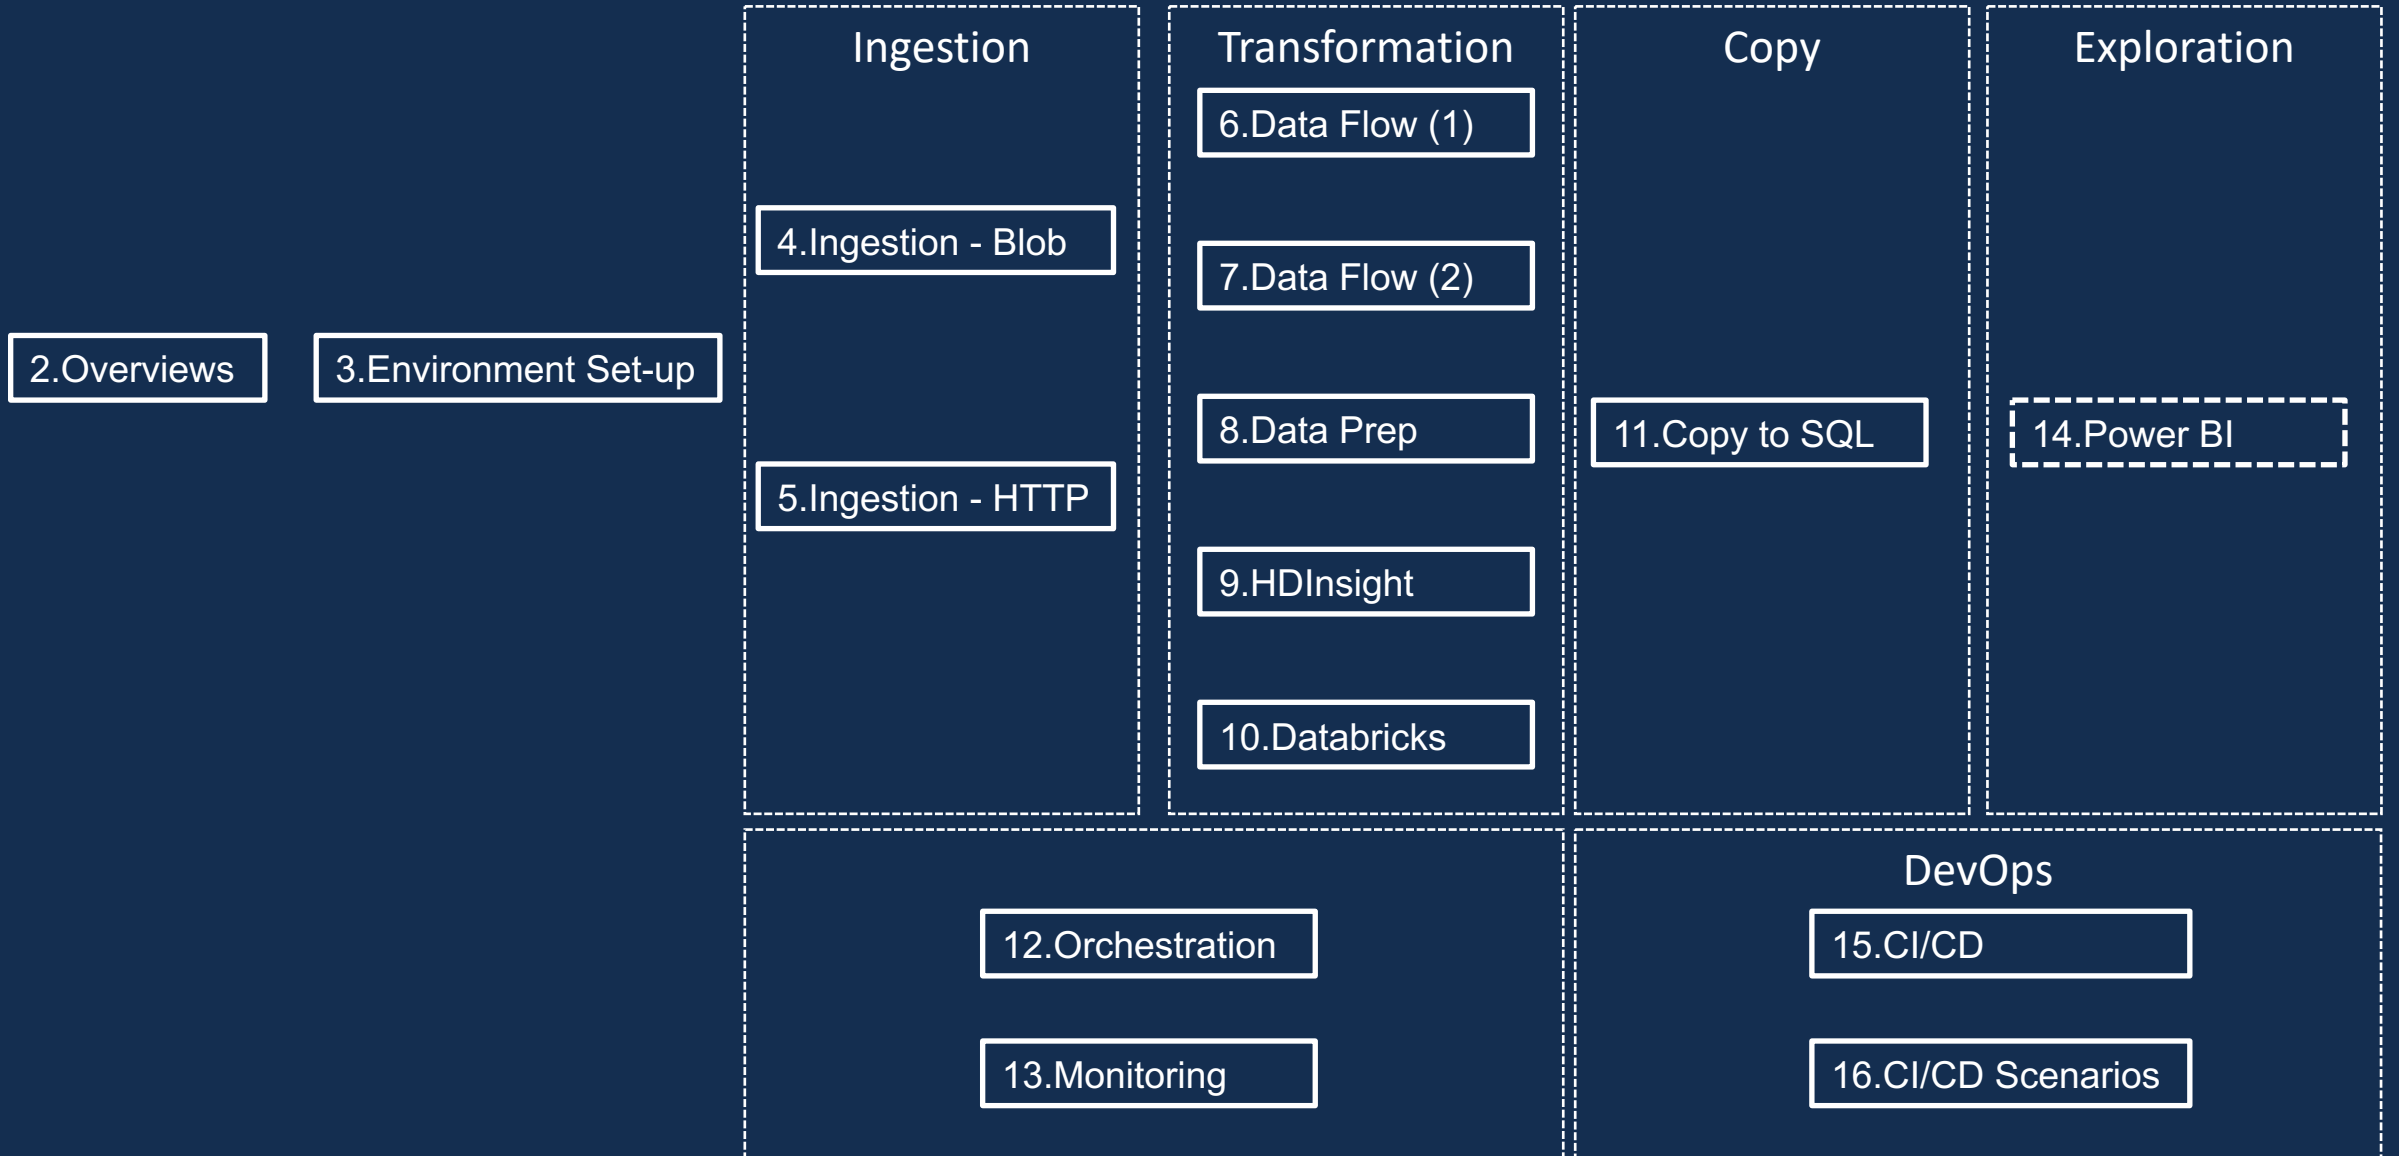 2.Overviews
3.Environment Set-up
Ingestion
4.Ingestion - Blob
5.Ingestion - HTTP
Transformation
6.Data Flow (1)
7.Data Flow (2)
8.Data Prep
9.HDInsight
10.Databricks
Copy
11.Copy to SQL
Exploration
14.Power BI
12.Orchestration
13.Monitoring
DevOps
15.CI/CD
16.CI/CD Scenarios